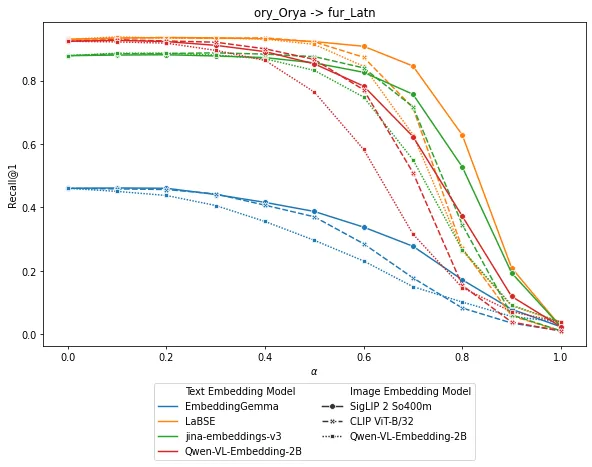 ory_Orya -> fur_Latn
Recall@1
0.8
0.6
0.4
0.2
0.0
0.0 0.2 0.4 0.6 0.8 1.0
α
Text Embedding Model Image Embedding Model
EmbeddingGemma SigLIP 2 So400m
LaBSE CLIP ViT-B/32
jina-embeddings-v3 Qwen-VL-Embedding-2B
Qwen-VL-Embedding-2B